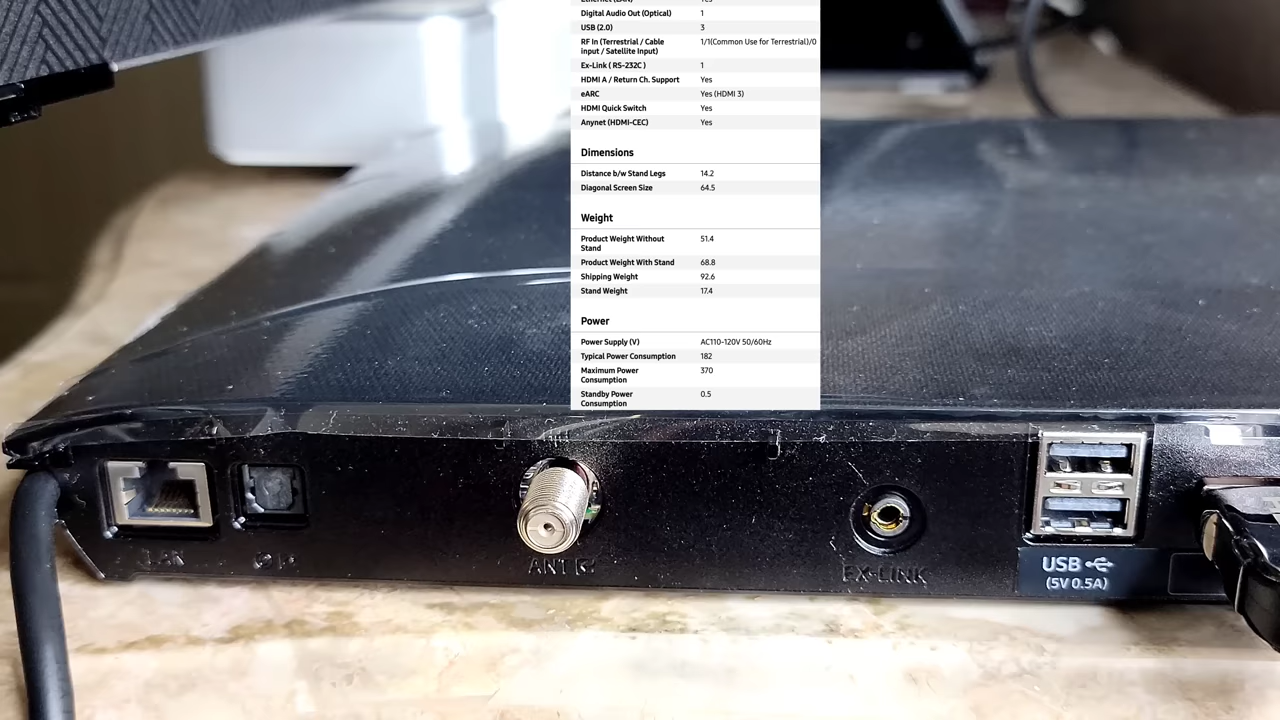 Ethernet (LAN) Yes
Digital Audio Out (Optical) 1
USB (2.0) 3
RF In (Terrestrial / Cable 1/1(Common Use for Terrestrial)/0
input / Satellite Input)
Ex-Link ( RS-232C ) 1
HDMI A / Return Ch. Support Yes
eARC Yes (HDMI 3)
HDMI Quick Switch Yes
Anynet (HDMI-CEC) Yes
Dimensions
Distance b/w Stand Legs 14.2
Diagonal Screen Size 64.5
Weight
Product Weight Without 51.4
Stand
Product Weight With Stand 68.8
Shipping Weight 92.6
Stand Weight 17.4
Power
Power Supply (V) AC110-120V 50/60Hz
Typical Power Consumption 182
Maximum Power 370
Consumption
Standby Power 0.5
Consumption
LAN
ANT
EX-LINK
USB
(5V 0.5A)